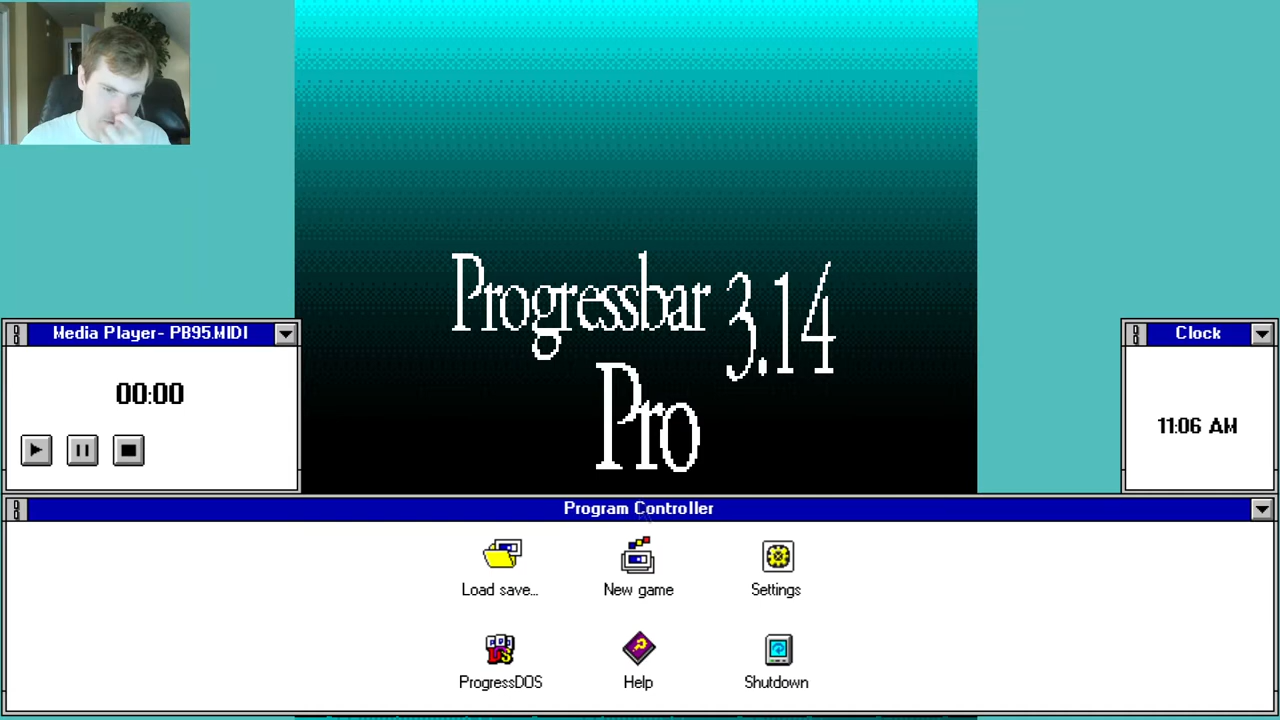 Progressbar 3.14
Pro
Media Player- PB95.MIDI
00:00
Clock
11:06 AM
Program Controller
Load save...
New game
Settings
ProgressDOS
Help
Shutdown